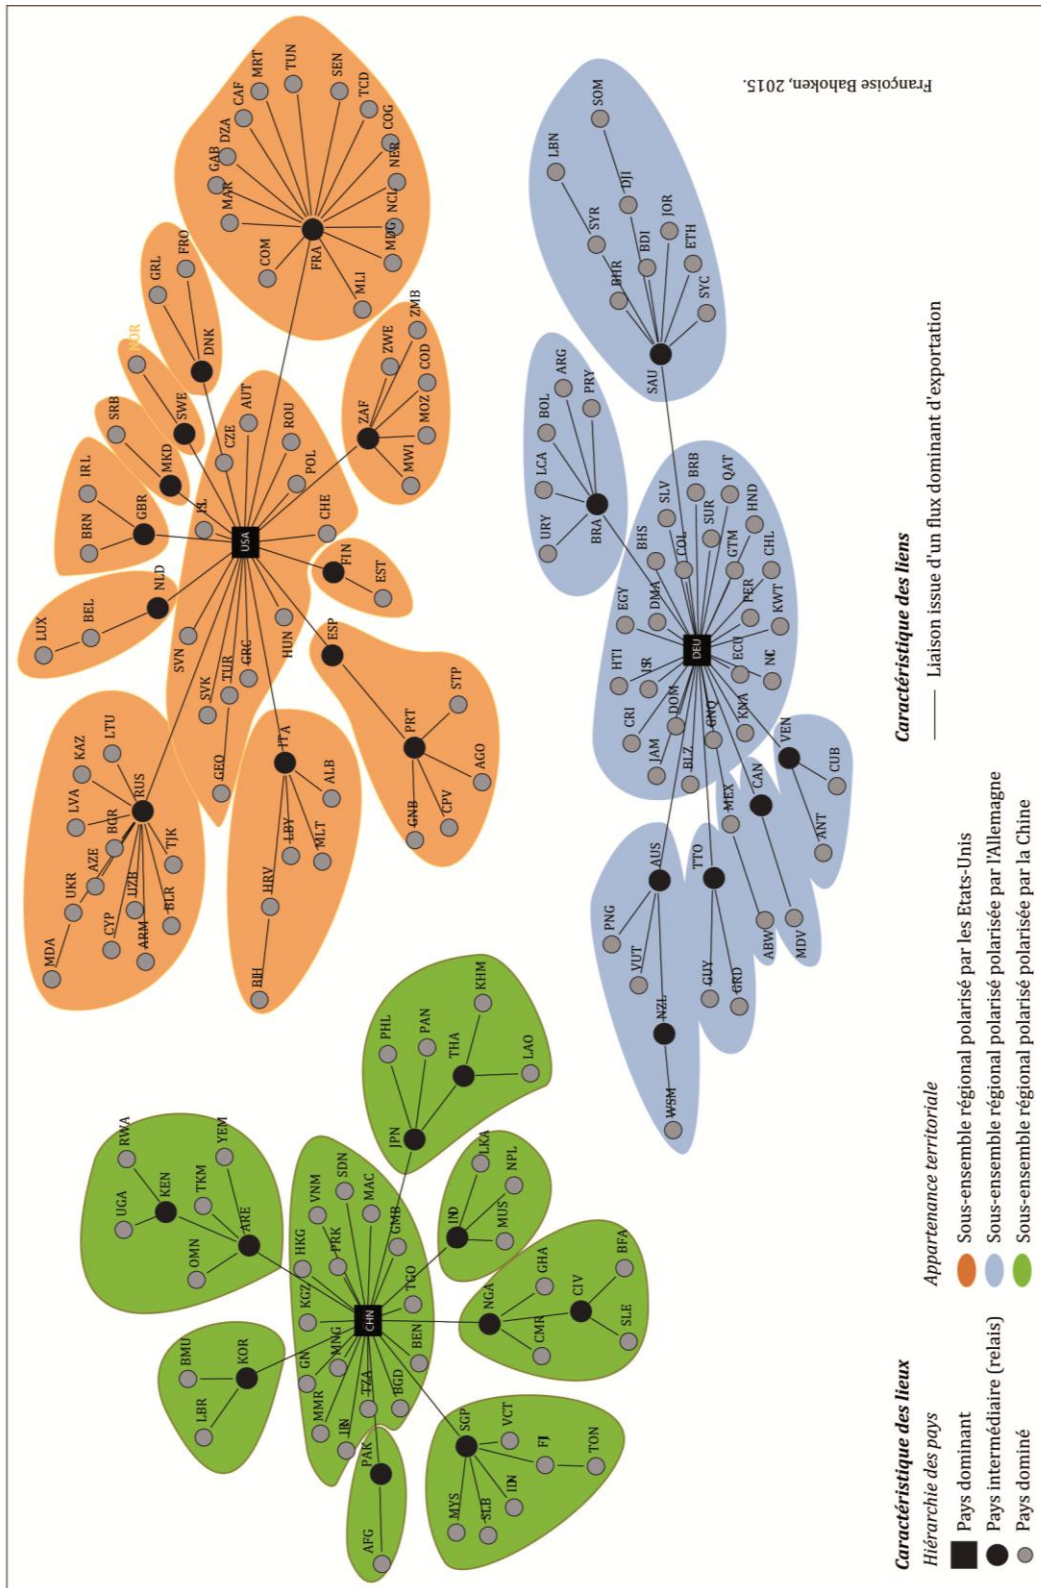 MDA
UKR
AZE
LVA
KAZ
LTU
RUS
BGR
CYP
UZB
ARM
BLR
TJK
LUX
BEL
NLD
BRN
IRL
GBR
SRB
MKD
SWE
GRL
FRO
DNK
COM
MAR
GAB
DZA
CAF
MRT
TUN
SEN
TCD
COG
NER
NCL
MDG
MLI
FRA
USA
ISL
CZE
AUT
ROU
POL
CHE
HUN
GRC
TUR
SVK
SVN
GEO
BIH
HRV
LBY
MLT
ALB
ITA
ESP
PRT
GNB
CPV
AGO
STP
FIN
EST
ZAF
ZWE
ZMB
COD
MOZ
MWI
LBR
BMU
KOR
UGA
RWA
KEN
OMN
TKM
YEM
ARE
CHN
MMR
GN
KGZ
HKG
VNM
SDN
PRK
MAC
GMB
TGO
BEN
BGD
TZA
MNG
IRN
AFG
PAK
JPN
PHL
PAN
THA
KHM
LAO
IND
LKA
NPL
MUS
NGA
GHA
CMR
CIV
BFA
SLE
SGP
MYS
SLB
IDN
VCT
FJI
TON
URY
LCA
BOL
ARG
PRY
BRA
LBN
SYR
SOM
DJI
BHR
BDI
JOR
ETH
SYC
SAU
DEU
CRI
HTI
EGY
BHS
SLV
BRB
QAT
HND
CHL
KWT
NIC
ECU
PER
GTM
SUR
COL
DMA
ISR
DOM
JAM
BLZ
GNQ
KNA
AUS
PNG
VUT
NZL
WSM
TTO
GUY
GRD
MEX
ABW
CAN
MDV
VEN
ANT
CUB
Françoise Bahoken, 2015.
Caractéristique des lieux
Hiérarchie des pays
Pays dominant
Pays intermédiaire (relais)
Pays dominé
Appartenance territoriale
Sous-ensemble régional polarisé par les Etats-Unis
Sous-ensemble régional polarisée par l'Allemagne
Sous-ensemble régional polarisé par la Chine
Caractéristique des liens
Liaison issue d'un flux dominant d'exportation